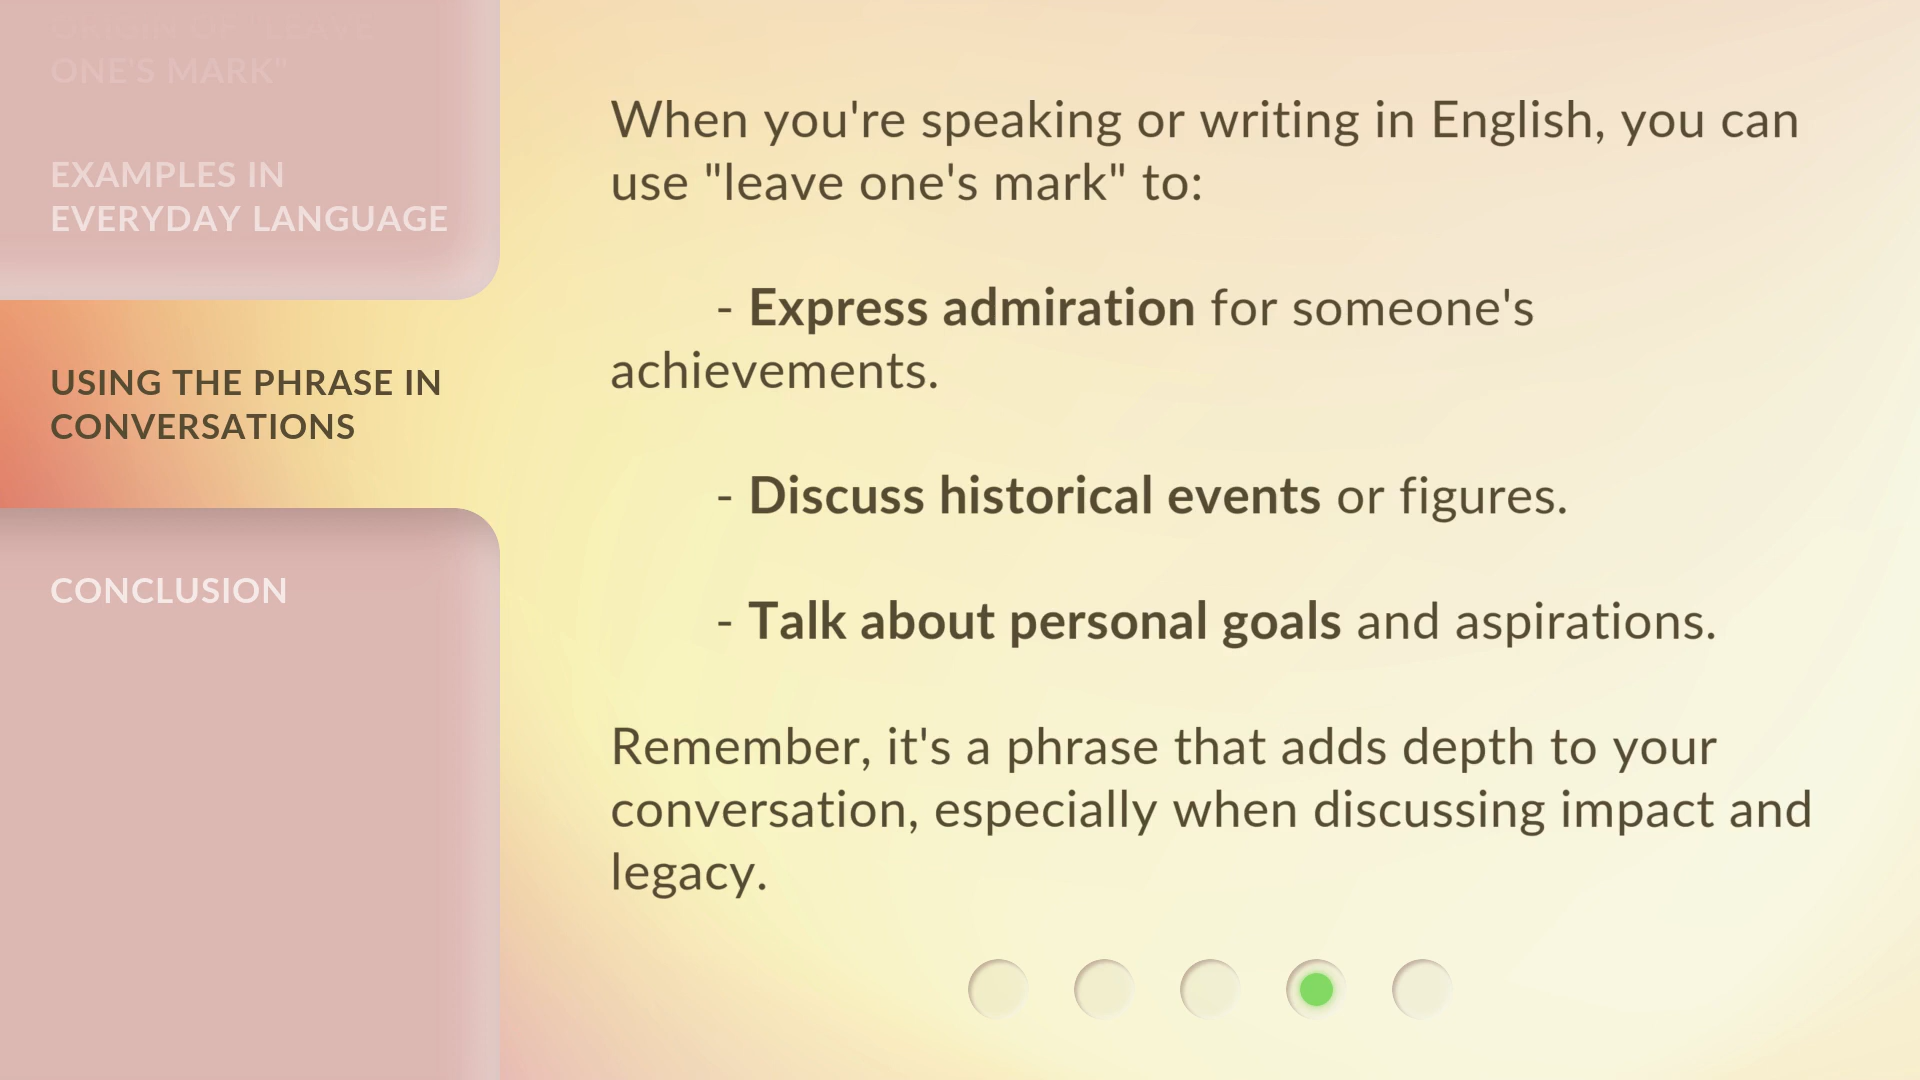 ORIGIN OF "LEAVE
ONE'S MARK"
EXAMPLES IN
EVERYDAY LANGUAGE
USING THE PHRASE IN
CONVERSATIONS
CONCLUSION
When you're speaking or writing in English, you can
use "leave one's mark" to:
- Express admiration for someone's
achievements.
- Discuss historical events or figures.
- Talk about personal goals and aspirations.
Remember, it's a phrase that adds depth to your
conversation, especially when discussing impact and
legacy.